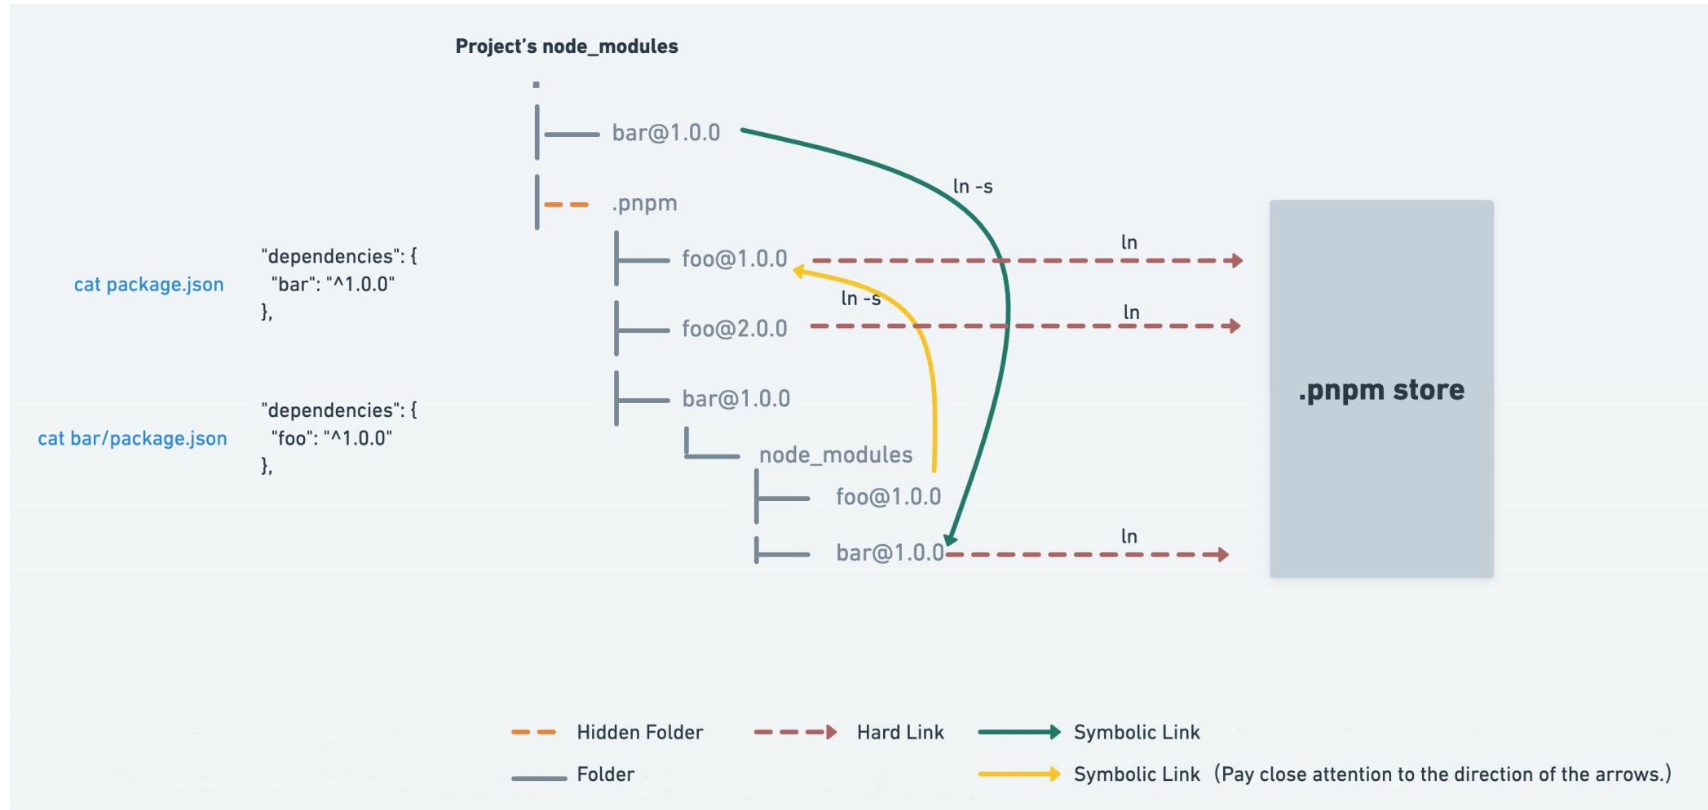 Project's node_modules
.
bar@1.0.0
ln -s
.pnpm
foo@1.0.0
ln
ln -s
foo@2.0.0
ln
bar@1.0.0
node_modules
foo@1.0.0
bar@1.0.0
ln
.pnpm store
cat package.json
"dependencies": {
"bar": "^1.0.0"
},
cat bar/package.json
"dependencies": {
"foo": "^1.0.0"
},
Hidden Folder
Hard Link
Symbolic Link
Folder
Symbolic Link (Pay close attention to the direction of the arrows.)